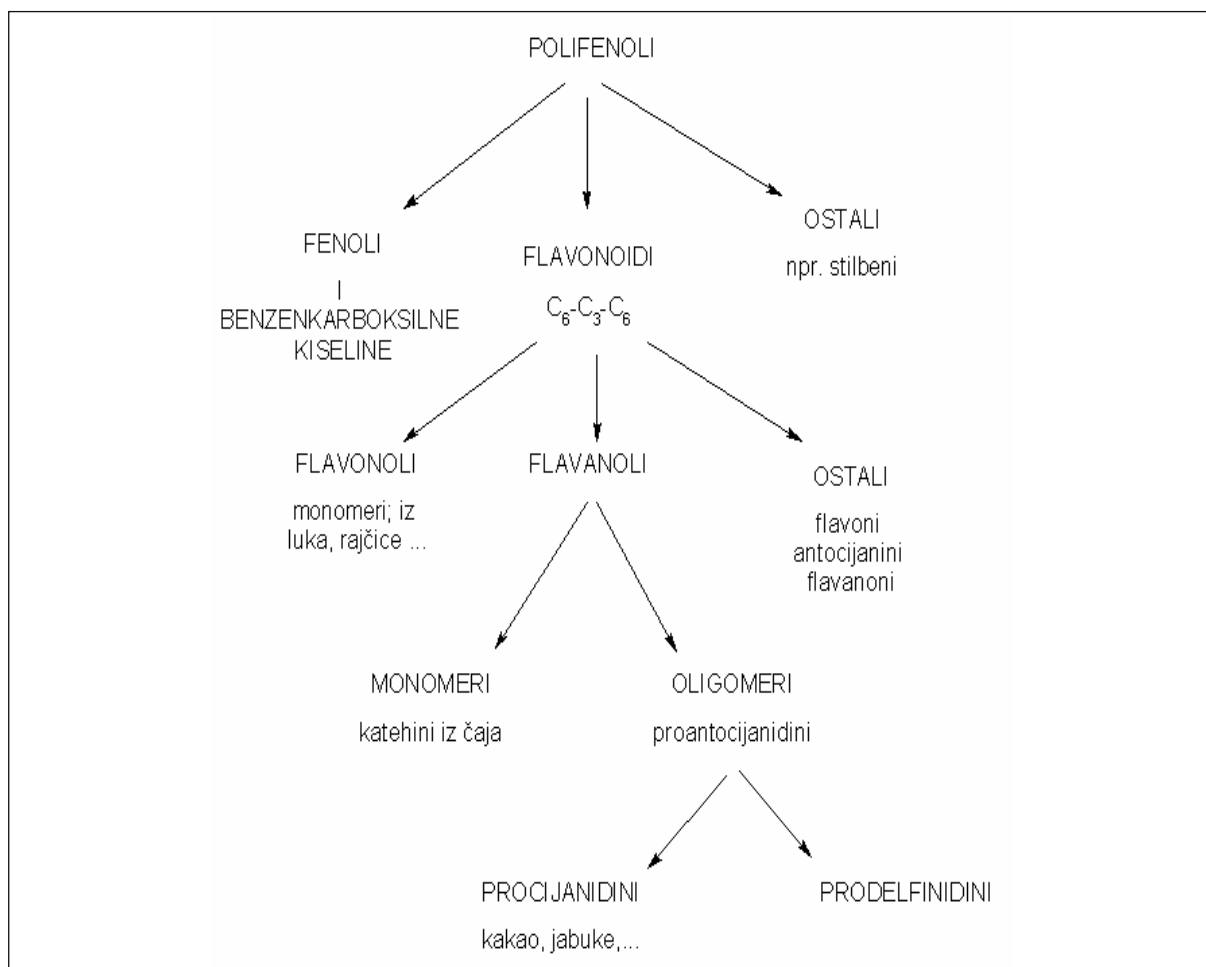 POLIFENOLI
FENOLI
BENZENKARBOKSILNE
KISELINE
FLAVONOIDI
C₆-C₃-C₆
OSTALI
npr. stilbeni
FLAVONOLI
monomeri; iz
luka, rajčice ...
FLAVANOLI
OSTALI
flavoni
antocijanini
flavanoni
MONOMERI
katehini iz čaja
OLIGOMERI
proantocijanidini
PROCIJANIDINI
kakao, jabuke,...
PRODELFINIDINI